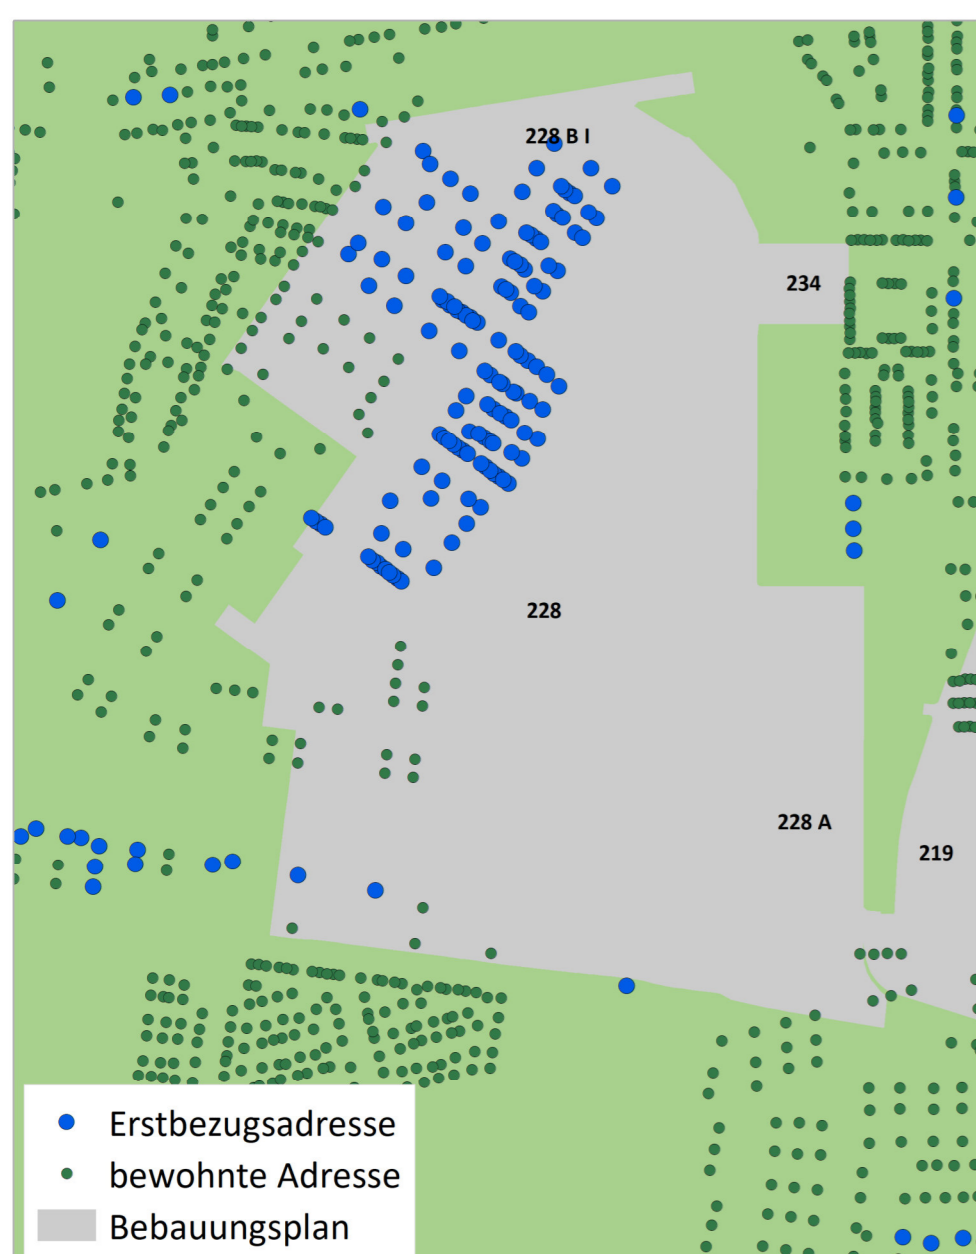 228 B I
234
228
228 A
219
Erstbezugsadresse
bewohnte Adresse
Bebauungsplan